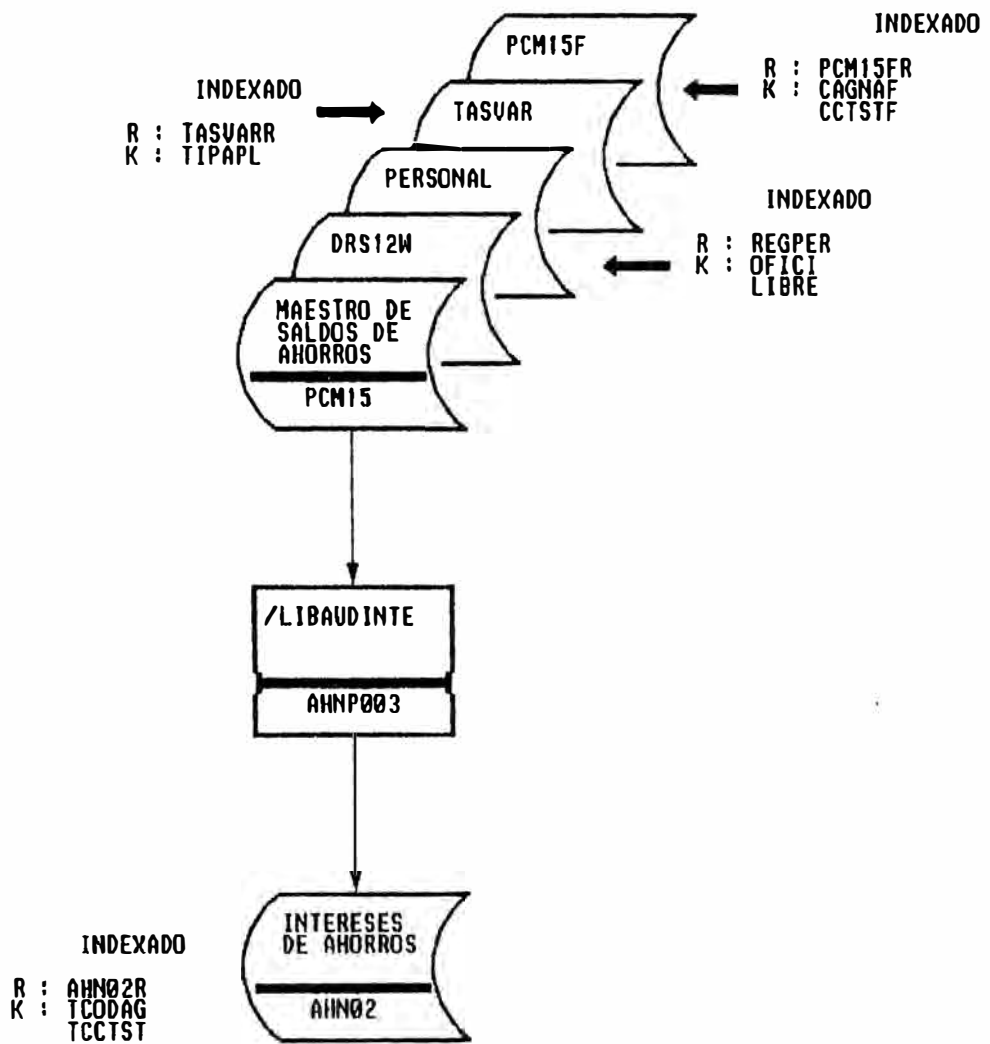 INDEXADO
PCM15F
R : PCM15FR
K : CAGNAF
CCTSTF
INDEXADO
R : TASVARR
K : TIPAPL
TASVAR
PERSONAL
INDEXADO
R : REGPER
K : OFICI
LIBRE
DRS12W
MAESTRO DE
SALDOS DE
AHORROS
PCM15
/LIBAUDINTE
AHNP003
INTERESES
DE AHORROS
AHN02
INDEXADO
R : AHN02R
K : TCODAG
TCCTST